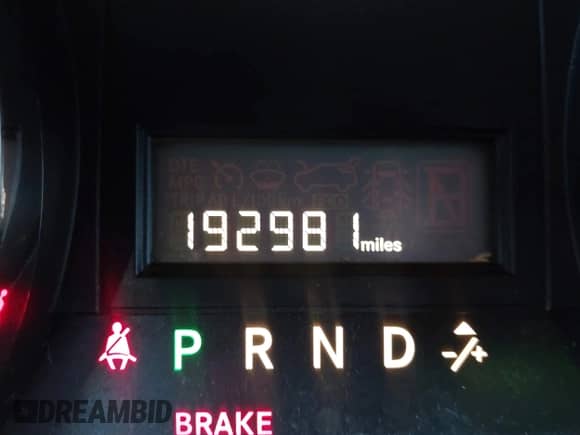 192981 miles
P R N D -/+
BRAKE
DREAMBID